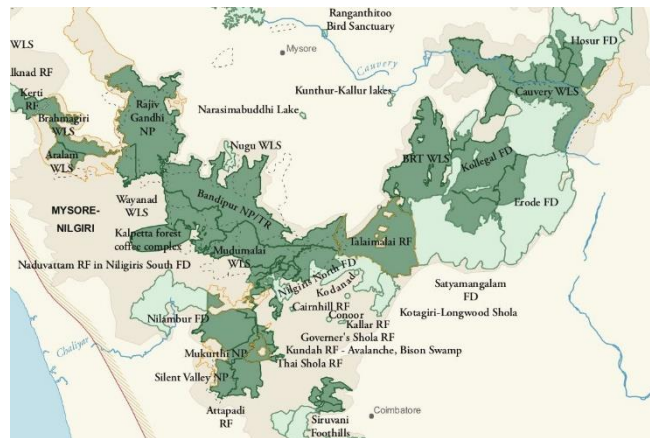 WLS
Ranganthitoo
Bird Sanctuary
Hosur FD
Mysore
lknad RF
Cauvery
Kerti
RF
Rajiv
Gandhi
NP
Kunthur-Kallur lakes
Cauvery WLS
Brahmagiri
WLS
Narasimabuddhi Lake
Aralam
WLS
Nugu WLS
BRT WLS
Kollegal FD
Bandipur NP/TR
MYSORE-
NILGIRI
Wayanad
WLS
Erode FD
Kalpetta forest
coffee complex
Mudumalai
WLS
Talaimalai RF
Naduvattam RF in Niligiris South FD
Nilgiris North FD
Kodanad
Satyamangalam
FD
Cairnhill RF
Kotagiri-Longwood Shola
Nilambur FD
Conoor
Kallar RF
Chaliyar
Governer's Shola RF
Mukurthi NP
Kundah RF - Avalanche, Bison Swamp
Thai Shola RF
Silent Valley NP
Attapadi
RF
Siruvani
Foothills
Coimbatore